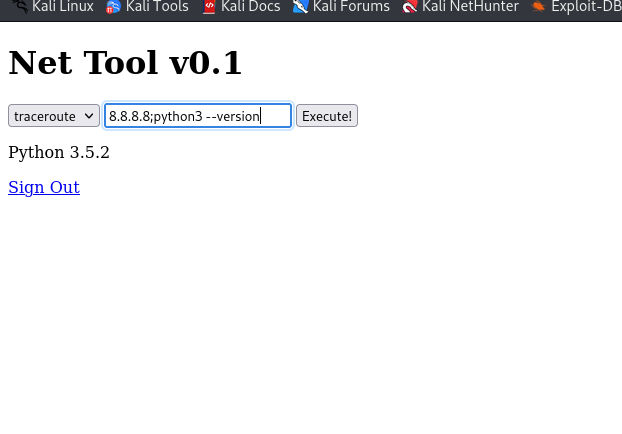 Kali Linux Kali Tools Kali Docs Kali Forums Kali NetHunter Exploit-DB
Net Tool v0.1
traceroute 8.8.8.8;python3 --version Execute!
Python 3.5.2
Sign Out